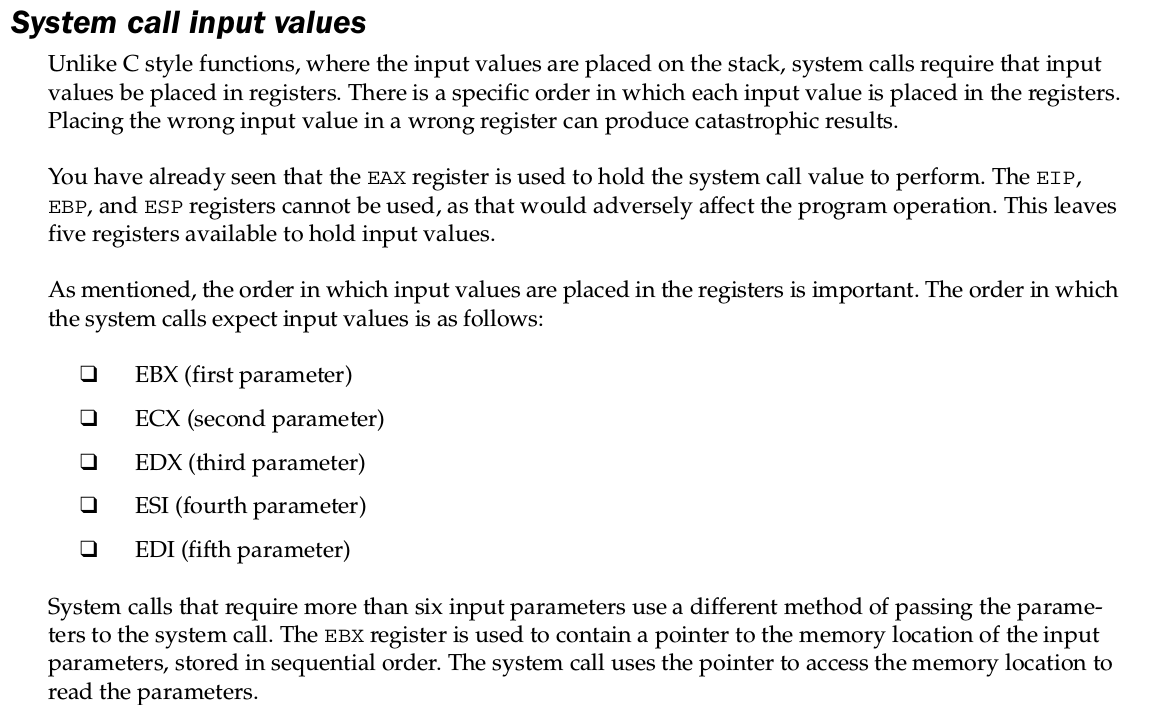 System call input values
Unlike C style functions, where the input values are placed on the stack, system calls require that input
values be placed in registers. There is a specific order in which each input value is placed in the registers.
Placing the wrong input value in a wrong register can produce catastrophic results.
You have already seen that the EAX register is used to hold the system call value to perform. The EIP,
EBP, and ESP registers cannot be used, as that would adversely affect the program operation. This leaves
five registers available to hold input values.
As mentioned, the order in which input values are placed in the registers is important. The order in which
the system calls expect input values is as follows:
❑ EBX (first parameter)
❑ ECX (second parameter)
❑ EDX (third parameter)
❑ ESI (fourth parameter)
❑ EDI (fifth parameter)
System calls that require more than six input parameters use a different method of passing the parame-
ters to the system call. The EBX register is used to contain a pointer to the memory location of the input
parameters, stored in sequential order. The system call uses the pointer to access the memory location to
read the parameters.